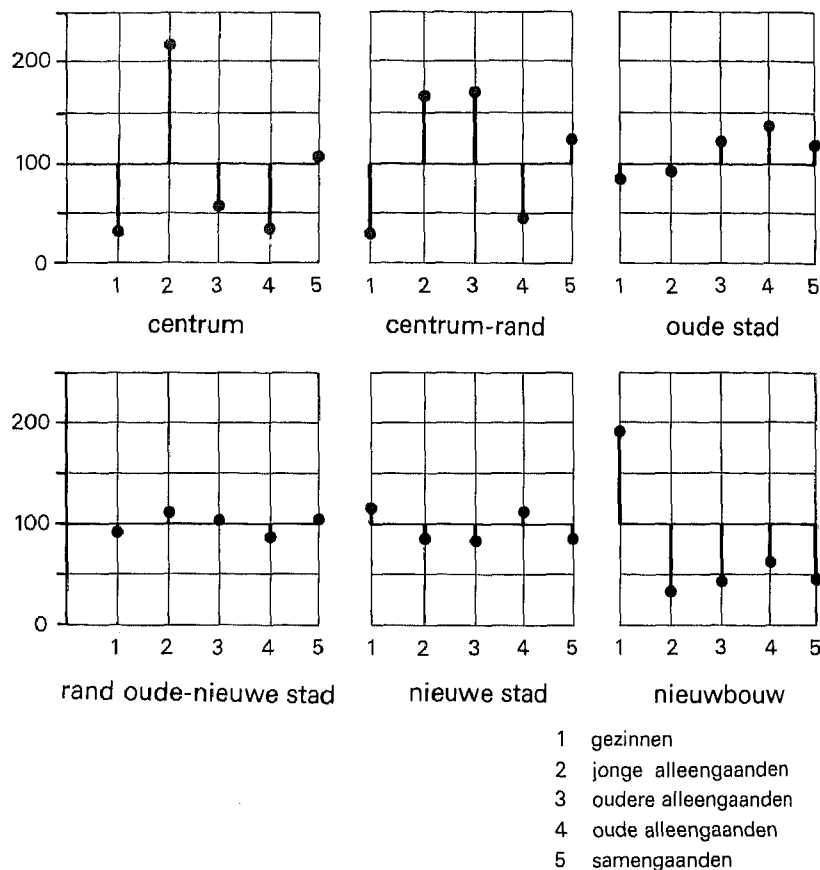 200
100
0
1 2 3 4 5
1 2 3 4 5
1 2 3 4 5
centrum
centrum-rand
oude stad
200
100
0
1 2 3 4 5
1 2 3 4 5
1 2 3 4 5
rand oude-nieuwe stad
nieuwe stad
nieuwbouw
1 gezinnen
2 jonge alleengaanden
3 oudere alleengaanden
4 oude alleengaanden
5 samengaanden